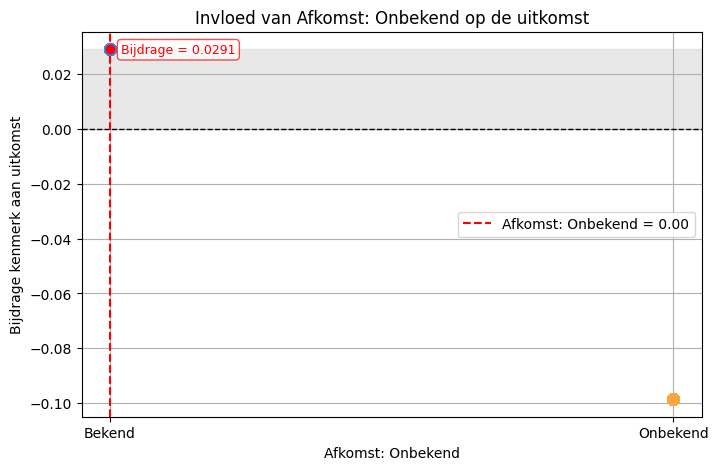 Invloed van Afkomst: Onbekend op de uitkomst
Bijdrage = 0.0291
0.02
0.00
−0.02
−0.04
−0.06
−0.08
−0.10
Bijdrage kenmerk aan uitkomst
Afkomst: Onbekend = 0.00
Bekend
Onbekend
Afkomst: Onbekend